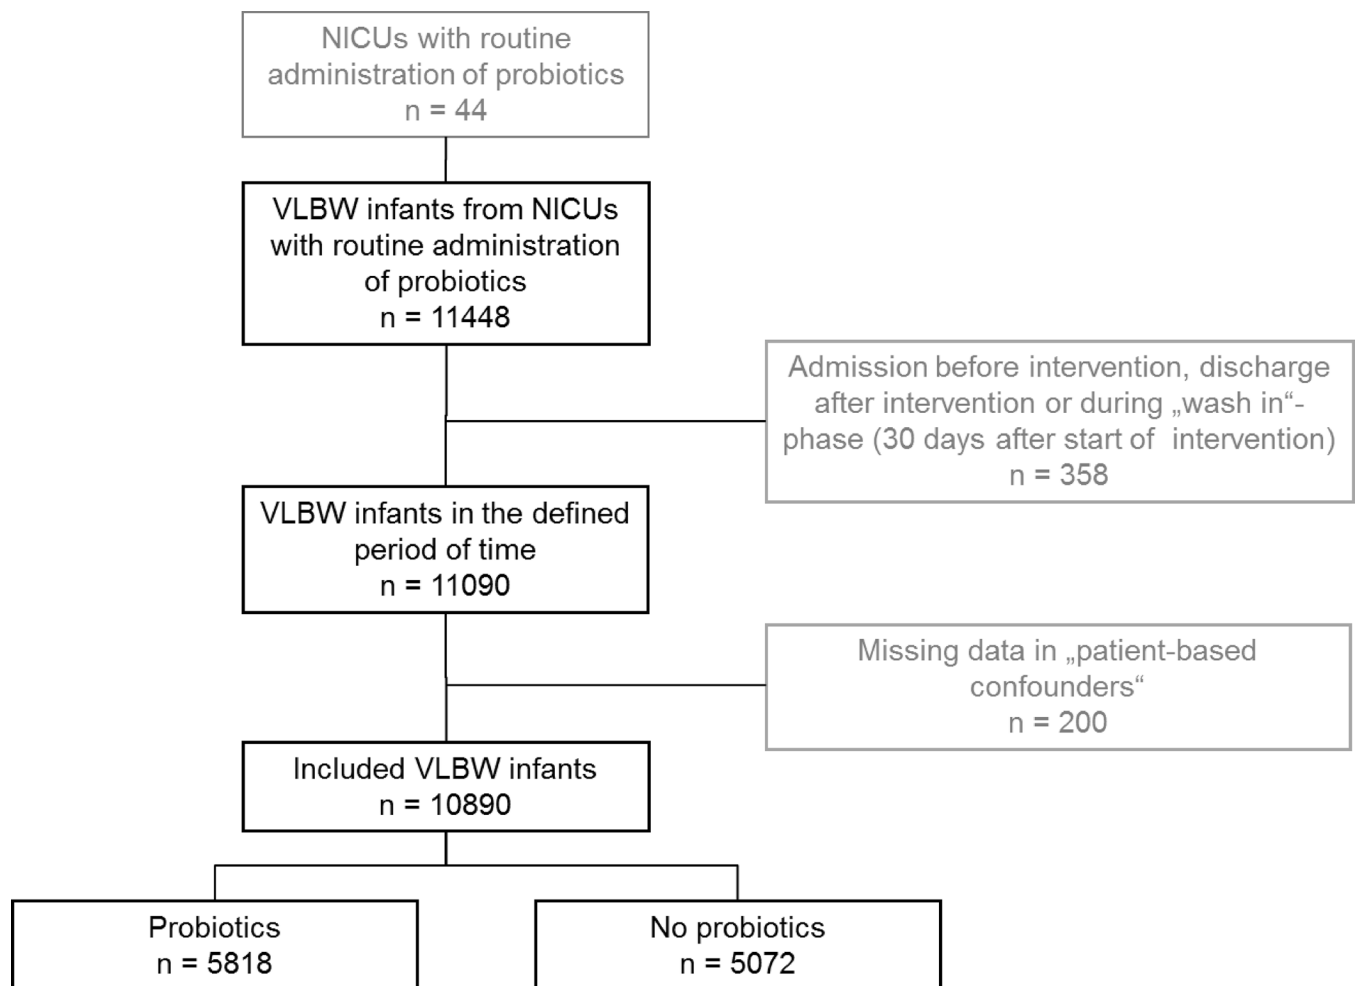 NICUs with routine
administration of probiotics
n = 44
VLBW infants from NICUs
with routine administration
of probiotics
n = 11448
Admission before intervention, discharge
after intervention or during „wash in“-
phase (30 days after start of intervention)
n = 358
VLBW infants in the defined
period of time
n = 11090
Missing data in „patient-based
confounders“
n = 200
Included VLBW infants
n = 10890
Probiotics
n = 5818
No probiotics
n = 5072